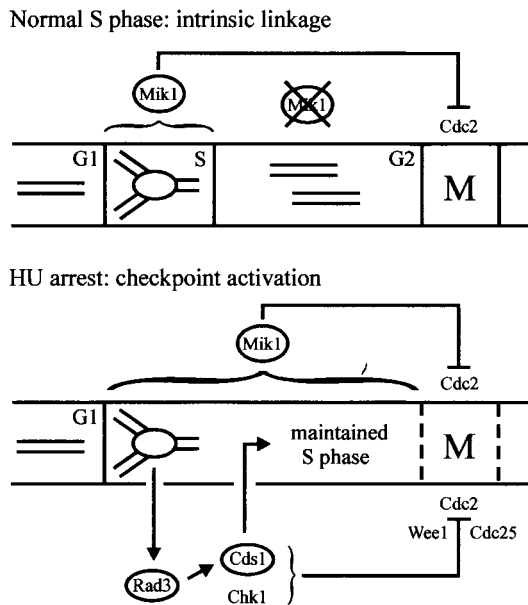 Normal S phase: intrinsic linkage
Mik1
Mik1
Cdc2
G1
S
G2
M
HU arrest: checkpoint activation
Mik1
Cdc2
G1
maintained
S phase
M
Cdc2
Wee1
Cdc25
Rad3
Cds1
Chk1